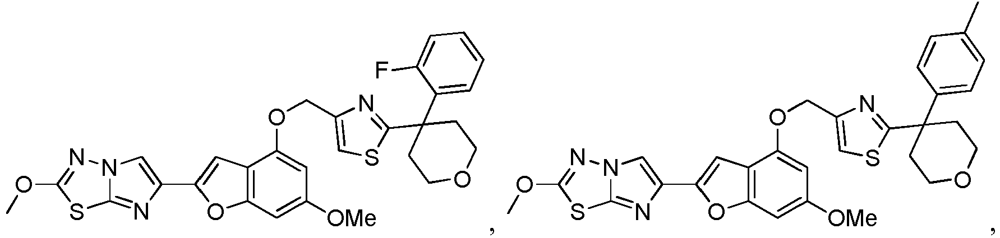 F
N N
O O
N N S N N S
O O O O
S N O OMe , S N O OMe ,